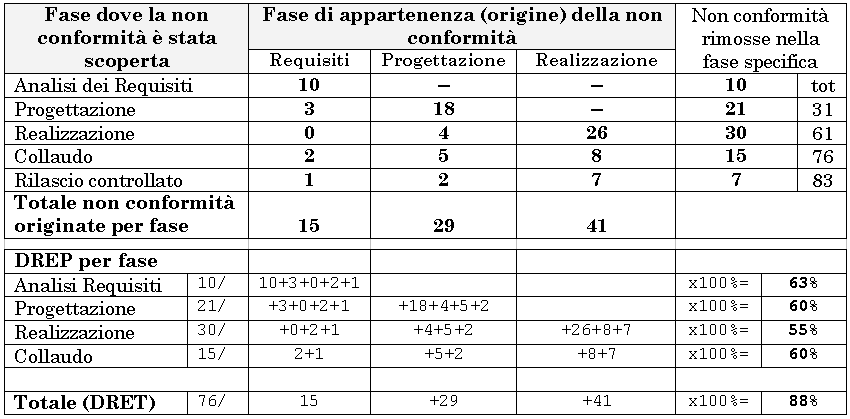 Fase dove la non conformità è stata scoperta | Fase di appartenenza (origine) della non conformità | Non conformità rimosse nella fase specifica
Requisiti | Progettazione | Realizzazione
Analisi dei Requisiti | 10 | – | – | 10 | tot
Progettazione | 3 | 18 | – | 21 | 31
Realizzazione | 0 | 4 | 26 | 30 | 61
Collaudo | 2 | 5 | 8 | 15 | 76
Rilascio controllato | 1 | 2 | 7 | 7 | 83
Totale non conformità
originate per fase | 15 | 29 | 41
DREP per fase
Analisi Requisiti | 10/ | 10+3+0+2+1 | x100%= | 63%
Progettazione | 21/ | +3+0+2+1 | +18+4+5+2 | x100%= | 60%
Realizzazione | 30/ | +0+2+1 | +4+5+2 | +26+8+7 | x100%= | 55%
Collaudo | 15/ | 2+1 | +5+2 | +8+7 | x100%= | 60%
Totale (DRET) | 76/ | 15 | +29 | +41 | x100%= | 88%